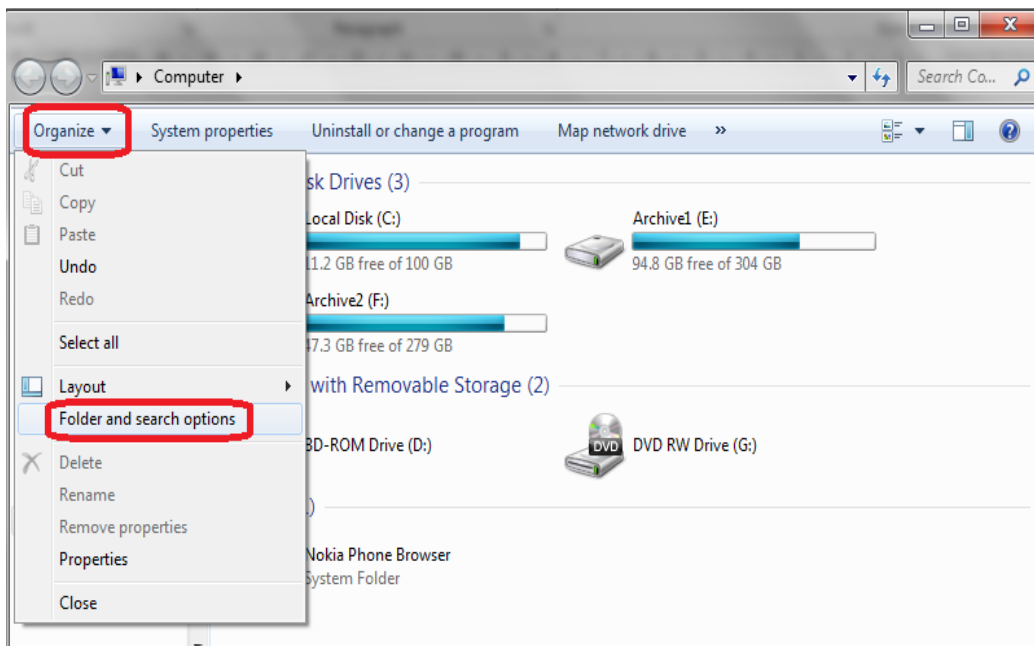 Computer
Search Co...
Organize
System properties
Uninstall or change a program
Map network drive
»
Cut
Copy
Paste
Undo
Redo
Select all
Layout
Folder and search options
Delete
Rename
Remove properties
Properties
Close
sk Drives (3)
Local Disk (C:)
11.2 GB free of 100 GB
Archive1 (E:)
94.8 GB free of 304 GB
Archive2 (F:)
47.3 GB free of 279 GB
with Removable Storage (2)
BD-ROM Drive (D:)
DVD
DVD RW Drive (G:)
)
Nokia Phone Browser
System Folder